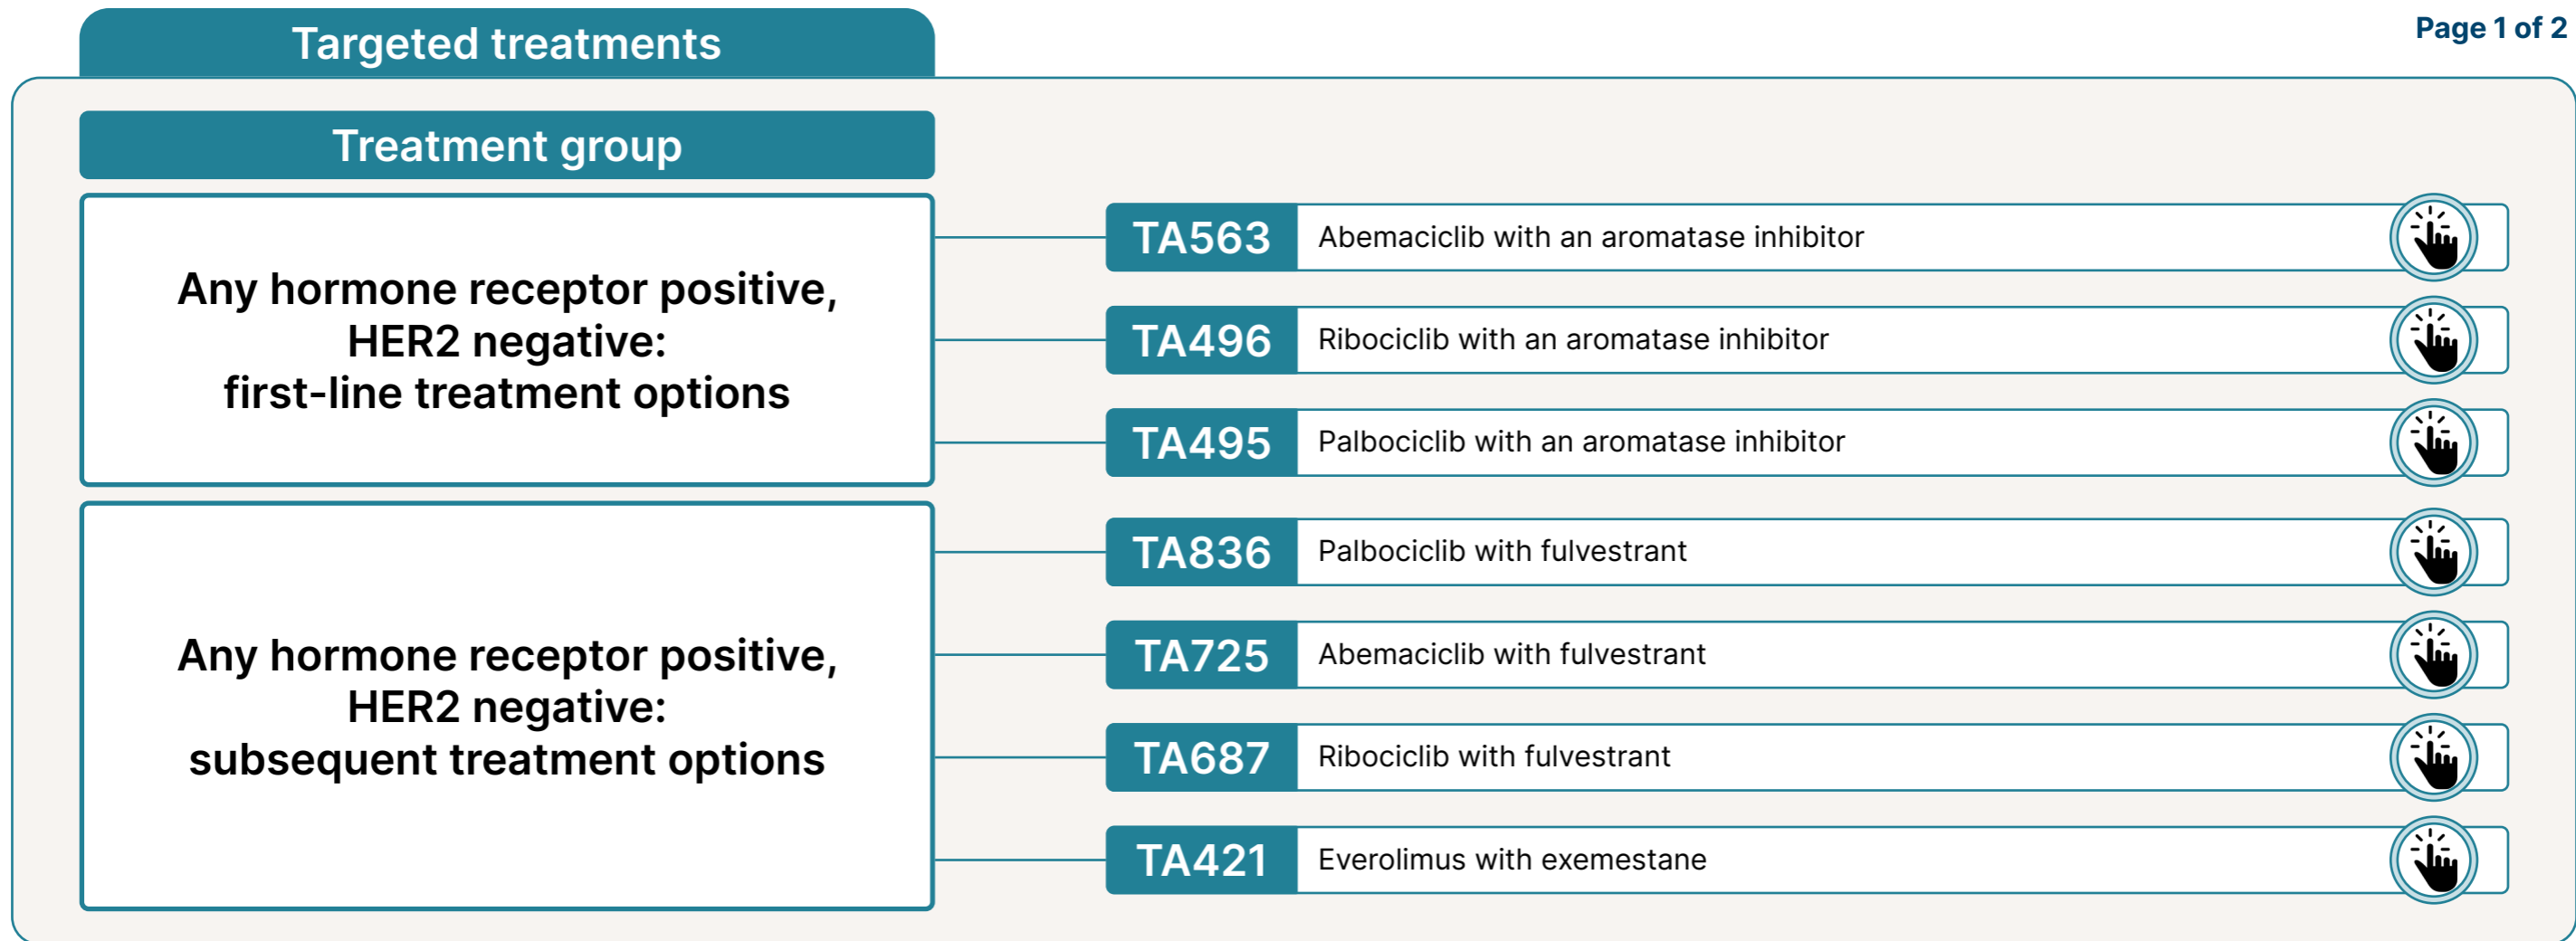 Targeted treatments
Page 1 of 2
Treatment group
Any hormone receptor positive,
HER2 negative:
first-line treatment options
TA563 Abemaciclib with an aromatase inhibitor
TA496 Ribociclib with an aromatase inhibitor
TA495 Palbociclib with an aromatase inhibitor
Any hormone receptor positive,
HER2 negative:
subsequent treatment options
TA836 Palbociclib with fulvestrant
TA725 Abemaciclib with fulvestrant
TA687 Ribociclib with fulvestrant
TA421 Everolimus with exemestane